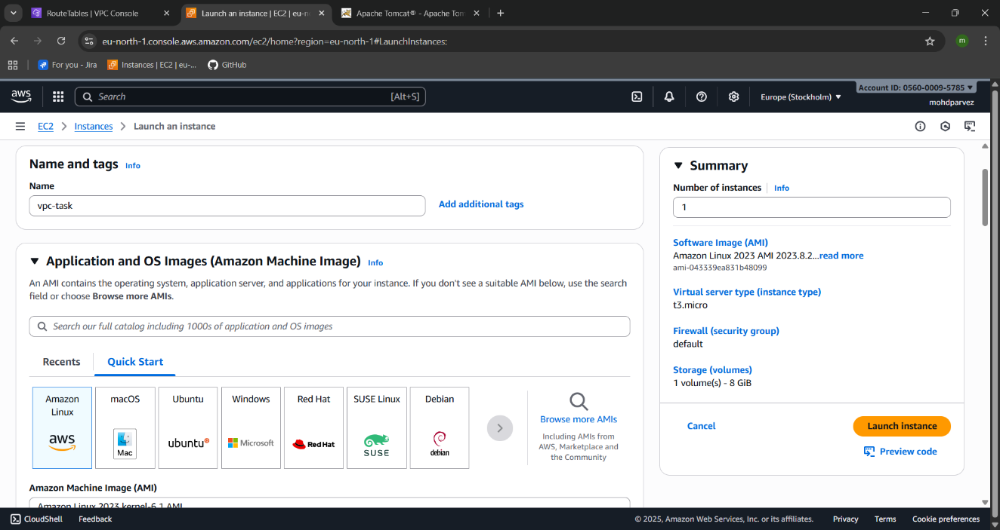 RouteTables | VPC Console
Launch an instance | EC2 | eu-n
Apache Tomcat® - Apache Tom
eu-north-1.console.aws.amazon.com/ec2/home?region=eu-north-1#LaunchInstances:
m
For you - Jira
Instances | EC2 | eu-...
GitHub
aws
Search
[Alt+S]
Europe (Stockholm) ▼
Account ID: 0560-0009-5785 ▼
mohdparvez
EC2 > Instances > Launch an instance
Name and tags Info
Name
vpc-task
Add additional tags
▼ Application and OS Images (Amazon Machine Image) Info
An AMI contains the operating system, application server, and applications for your instance. If you don't see a suitable AMI below, use the search
field or choose Browse more AMIs.
Search our full catalog including 1000s of application and OS images
Recents
Quick Start
Amazon
Linux
aws
macOS
Mac
Ubuntu
ubuntu®
Windows
Microsoft
Red Hat
Red Hat
SUSE Linux
SUSE
Debian
debian
Browse more AMIs
Including AMIs from
AWS, Marketplace and
the Community
Amazon Machine Image (AMI)
Amazon Linux 2023 kernel-6.1 AMI
▼ Summary
Number of instances Info
1
Software Image (AMI)
Amazon Linux 2023 AMI 2023.8.2...read more
ami-043339ea831b48099
Virtual server type (instance type)
t3.micro
Firewall (security group)
default
Storage (volumes)
1 volume(s) - 8 GiB
Cancel
Launch instance
Preview code
CloudShell
Feedback
© 2025, Amazon Web Services, Inc. or its affiliates.
Privacy
Terms
Cookie preferences